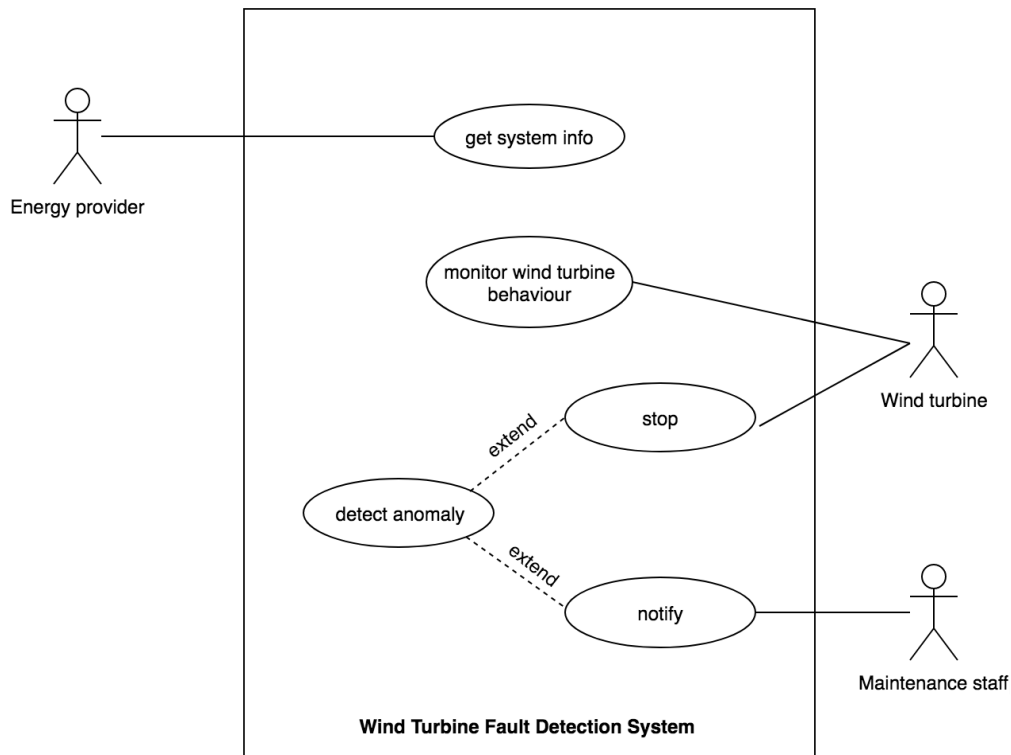 get system info
Energy provider
monitor wind turbine
behaviour
Wind turbine
stop
extend
detect anomaly
extend
notify
Maintenance staff
Wind Turbine Fault Detection System